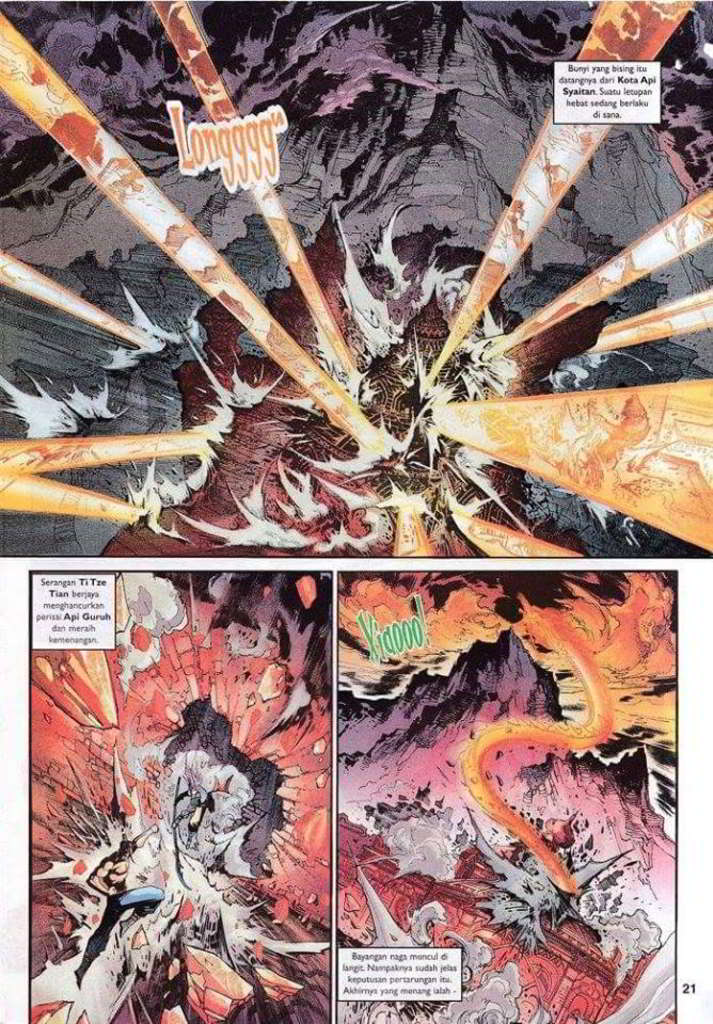 Bunyi yang bising itu
datangnya dari Kota Api
Syaitan. Suatu letupan
hebat sedang berlaku
di sana.
Longggg
Serangan Ti Tze
Tian berjaya
menghancurkan
perisai Api Guruh
dan meraih
kemenangan.
Xiaooo!
Bayangan naga muncul di
langit. Nampaknya sudah jelas
keputusan pertarungan itu.
Akhirnya yang menang ialah -
21